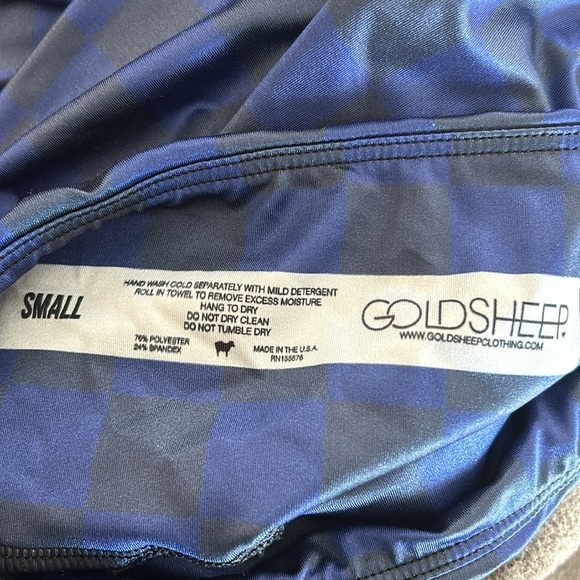 SMALL
HAND WASH COLD SEPARATELY WITH MILD DETERGENT
ROLL IN TOWEL TO REMOVE EXCESS MOISTURE
HANG TO DRY
DO NOT DRY CLEAN
DO NOT TUMBLE DRY
76% POLYESTER
24% SPANDEX
MADE IN THE U.S.A.
RN155576
GOLDSHEEP
WWW.GOLDSHEEPCLOTHING.COM